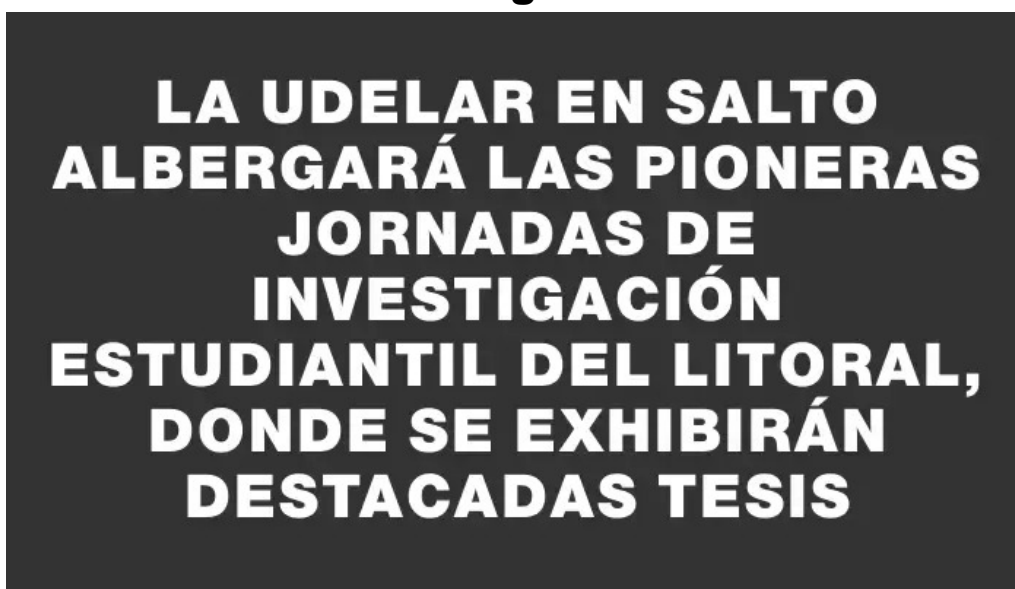 LA UDELAR EN SALTO
ALBERGARÁ LAS PIONERAS
JORNADAS DE
INVESTIGACIÓN
ESTUDIANTIL DEL LITORAL,
DONDE SE EXHIBIRÁN
DESTACADAS TESIS